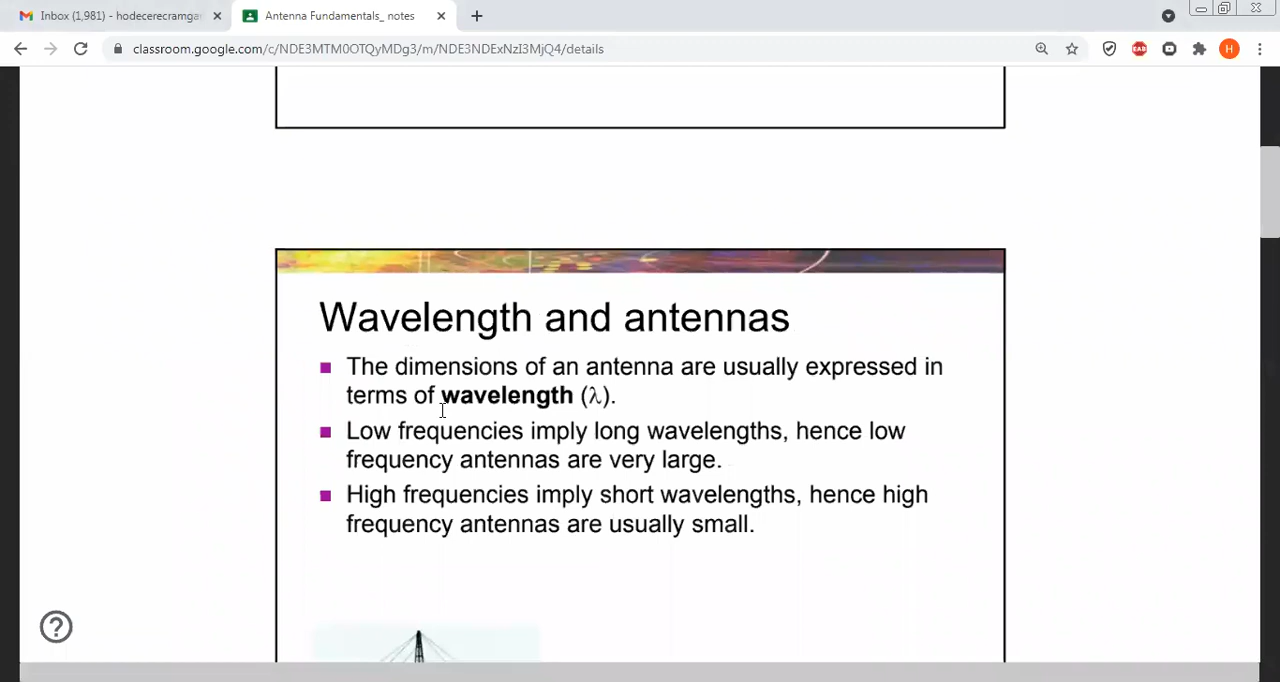 Inbox (1,981) - hodecerecramgar
Antenna Fundamentals_ notes
classroom.google.com/c/NDE3MTM0OTQyMDg3/m/NDE3NDExNzI3MjQ4/details
EAD
H
Wavelength and antennas
The dimensions of an antenna are usually expressed in
terms of wavelength (λ).
Low frequencies imply long wavelengths, hence low
frequency antennas are very large.
High frequencies imply short wavelengths, hence high
frequency antennas are usually small.